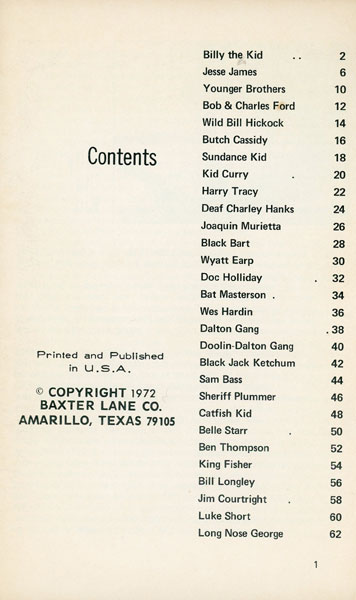 Contents
Billy the Kid .. 2
Jesse James 6
Younger Brothers 10
Bob & Charles Ford 12
Wild Bill Hickock 14
Butch Cassidy 16
Sundance Kid 18
Kid Curry . 20
Harry Tracy 22
Deaf Charley Hanks 24
Joaquin Murietta 26
Black Bart 28
Wyatt Earp 30
Doc Holliday . 32
Bat Masterson . 34
Wes Hardin 36
Dalton Gang .38
Doolin-Dalton Gang 40
Black Jack Ketchum 42
Sam Bass 44
Sheriff Plummer 46
Catfish Kid 48
Belle Starr . 50
Ben Thompson 52
King Fisher 54
Bill Longley 56
Jim Courtright . 58
Luke Short 60
Long Nose George 62
Printed and Published
in U.S.A.
© COPYRIGHT 1972
BAXTER LANE CO.
AMARILLO, TEXAS 79105
1